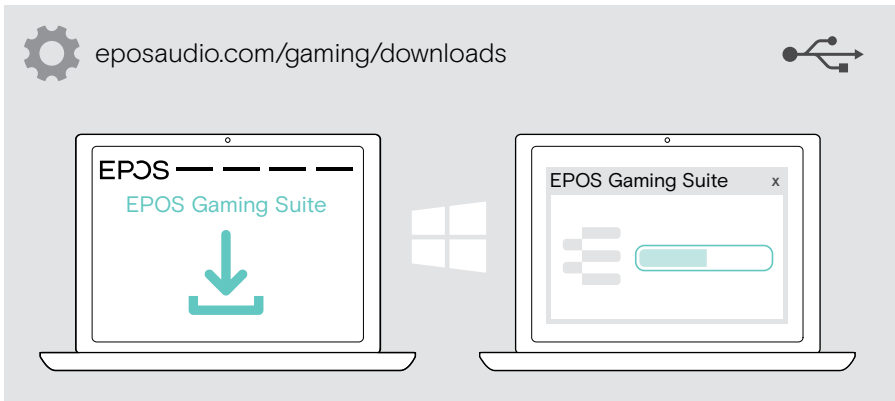 eposaudio.com/gaming/downloads
EPOS
EPOS Gaming Suite
EPOS Gaming Suite x